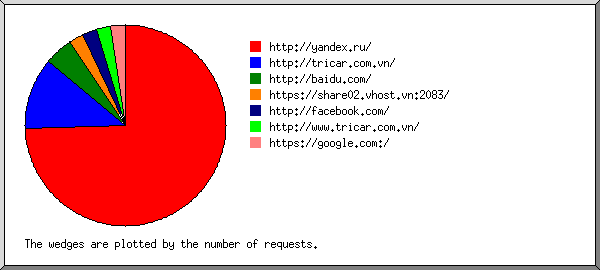 http://yandex.ru/
http://tricar.com.vn/
http://baidu.com/
https://share02.vhost.vn:2083/
http://facebook.com/
http://www.tricar.com.vn/
https://google.com:/
The wedges are plotted by the number of requests.